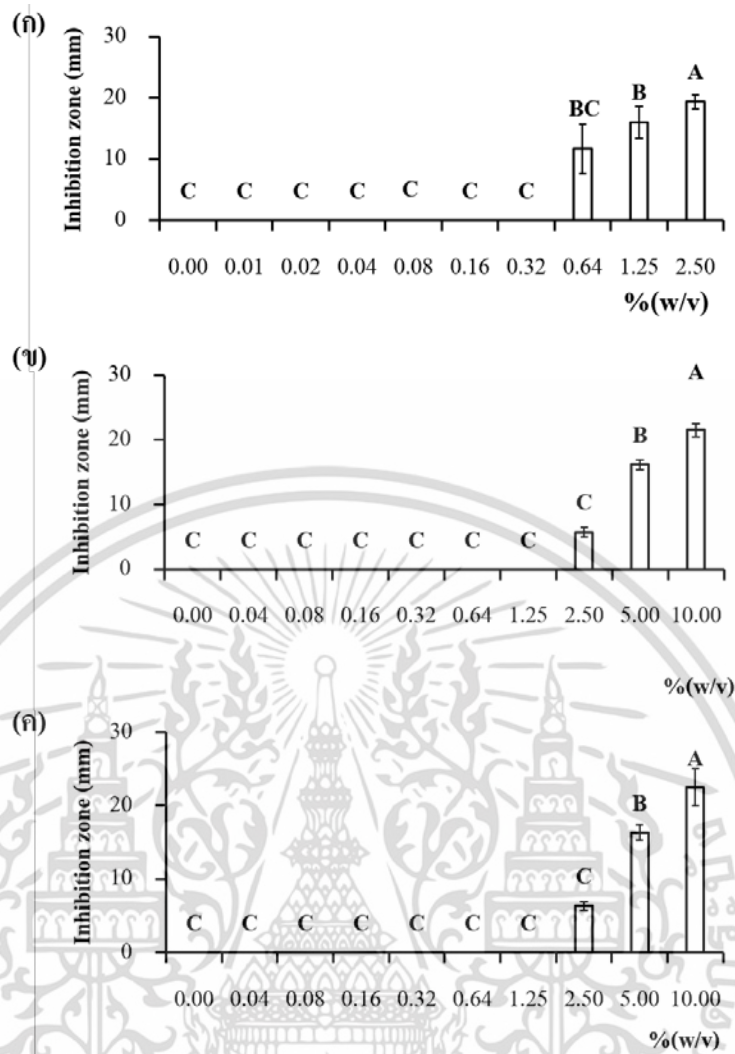 (ก)
Inhibition zone (mm)
30
20
10
0
C C C C C C C BC B A
0.00 0.01 0.02 0.04 0.08 0.16 0.32 0.64 1.25 2.50
%(w/v)
(ข)
Inhibition zone (mm)
30
20
10
0
C C C C C C C C B A
0.00 0.04 0.08 0.16 0.32 0.64 1.25 2.50 5.00 10.00
%(w/v)
(ค)
Inhibition zone (mm)
30
20
10
0
C C C C C C C C B A
0.00 0.04 0.08 0.16 0.32 0.64 1.25 2.50 5.00 10.00
%(w/v)